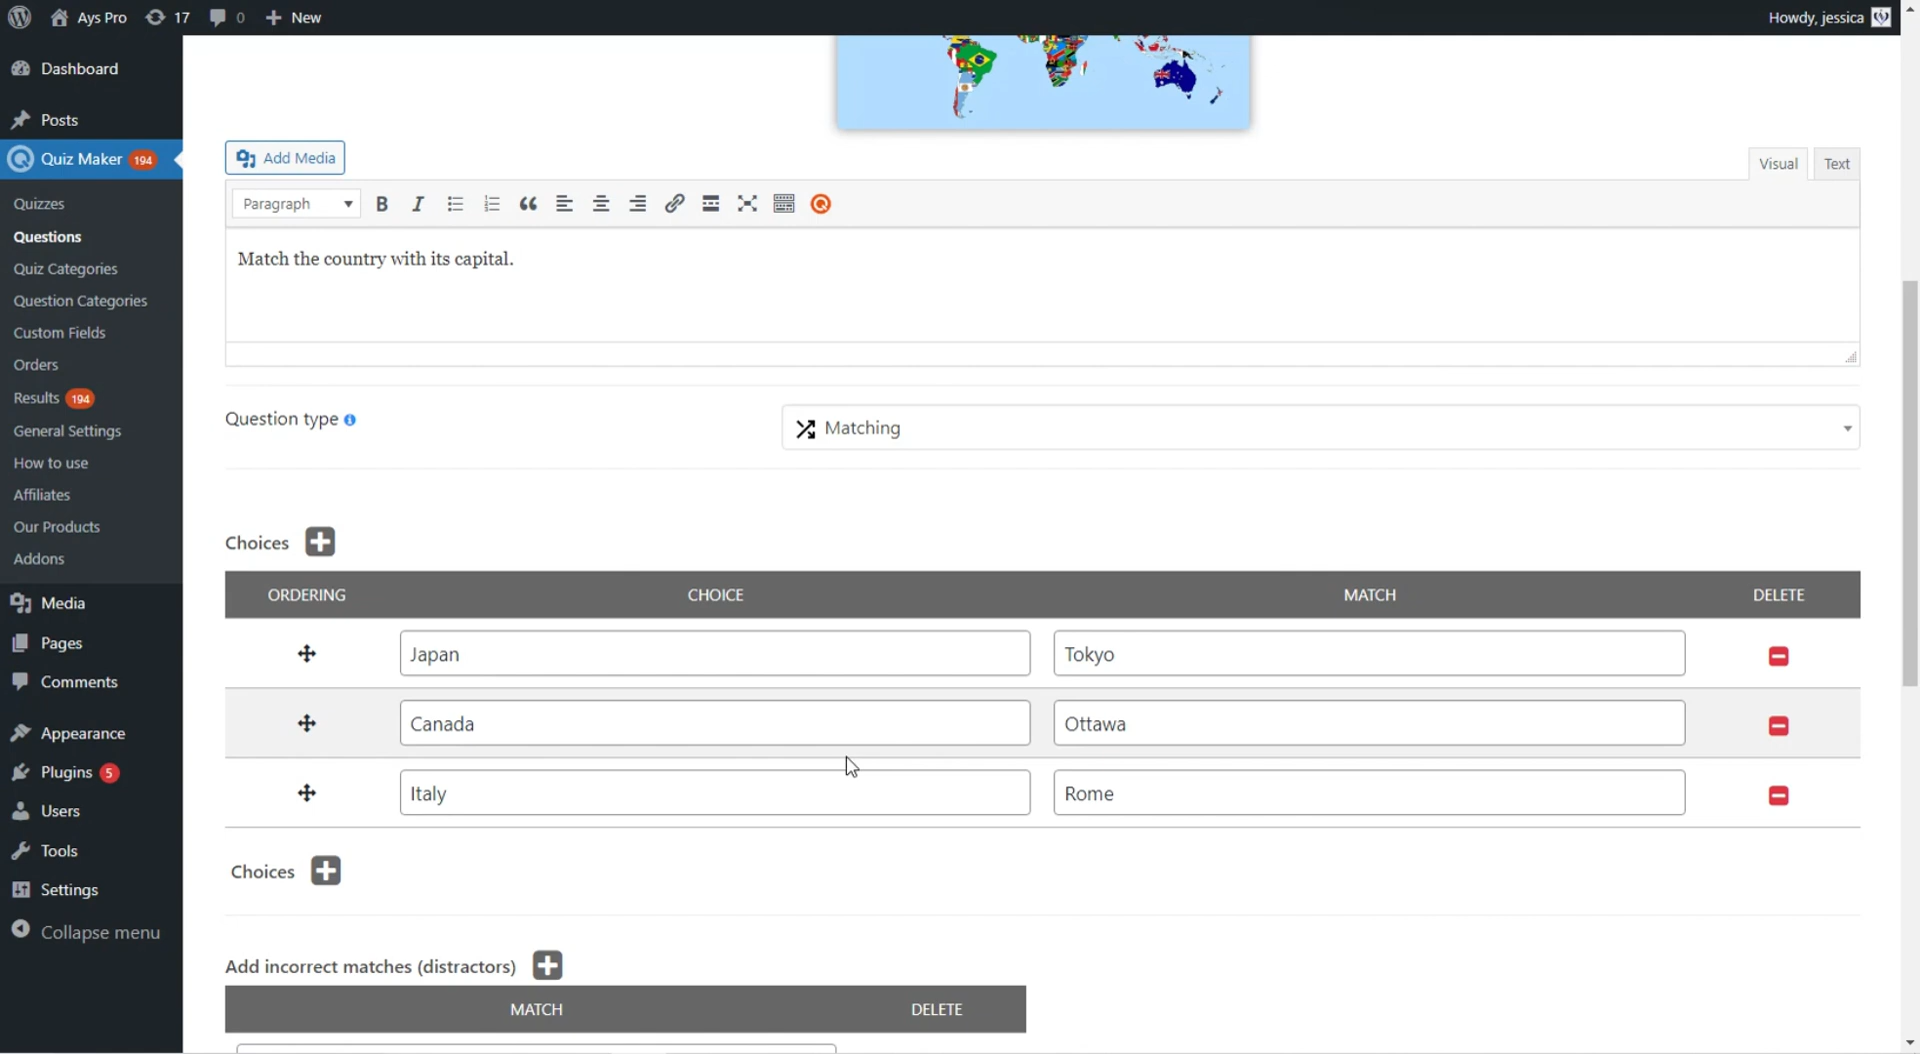 Ays Pro 17 0 New Howdy, jessica
Dashboard
Posts
Quiz Maker 194
Quizzes
Questions
Quiz Categories
Question Categories
Custom Fields
Orders
Results 194
General Settings
How to use
Affiliates
Our Products
Addons
Media
Pages
Comments
Appearance
Plugins 5
Users
Tools
Settings
Collapse menu
Add Media
Visual Text
Paragraph
Match the country with its capital.
Question type
Matching
Choices
ORDERING CHOICE MATCH DELETE
Japan Tokyo
Canada Ottawa
Italy Rome
Choices
Add incorrect matches (distractors)
MATCH DELETE